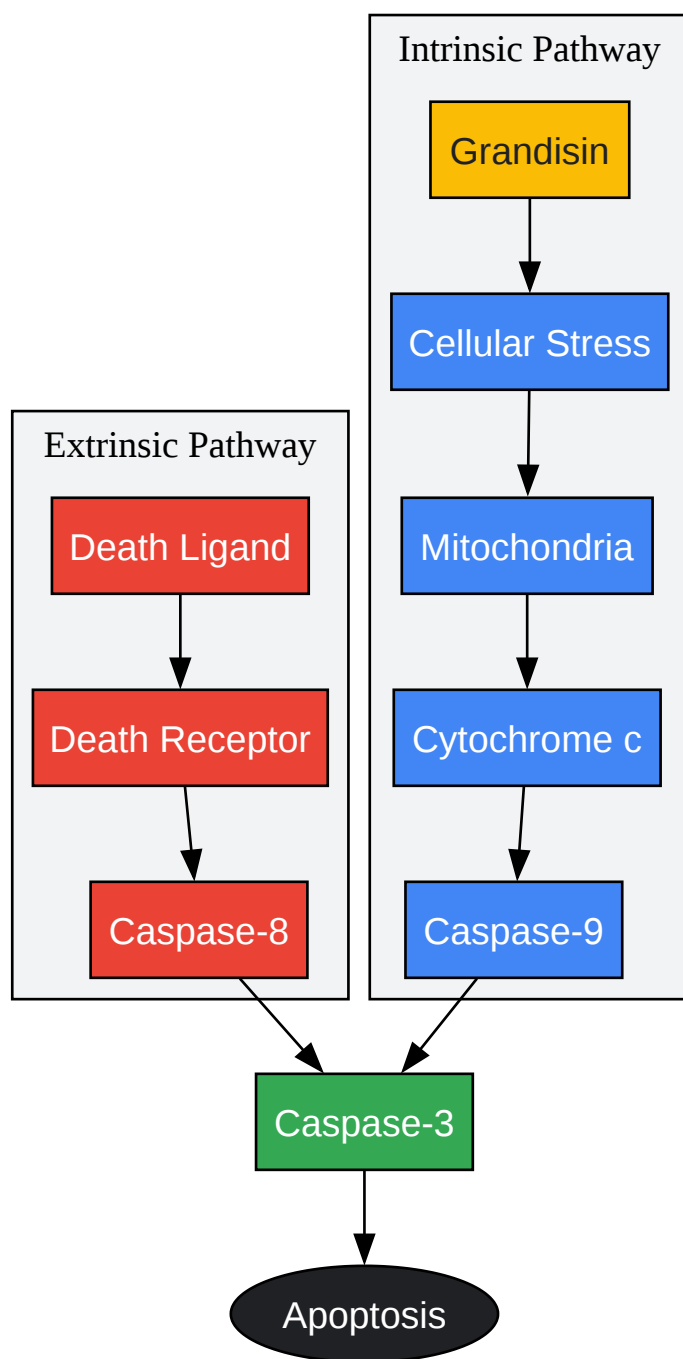 Intrinsic Pathway
Grandisin
Cellular Stress
Mitochondria
Cytochrome c
Caspase-9
Extrinsic Pathway
Death Ligand
Death Receptor
Caspase-8
Caspase-3
Apoptosis